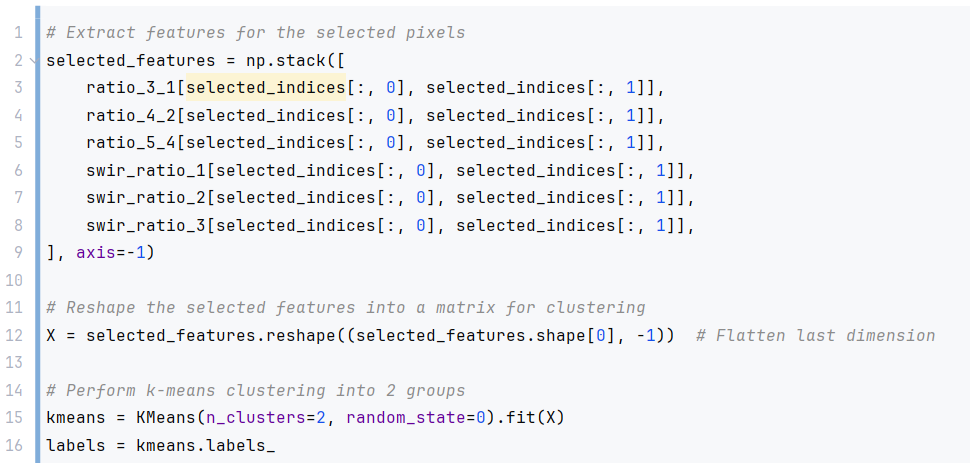 1 # Extract features for the selected pixels
2 selected_features = np.stack([
3     ratio_3_1[selected_indices[:, 0], selected_indices[:, 1]],
4     ratio_4_2[selected_indices[:, 0], selected_indices[:, 1]],
5     ratio_5_4[selected_indices[:, 0], selected_indices[:, 1]],
6     swir_ratio_1[selected_indices[:, 0], selected_indices[:, 1]],
7     swir_ratio_2[selected_indices[:, 0], selected_indices[:, 1]],
8     swir_ratio_3[selected_indices[:, 0], selected_indices[:, 1]],
9 ], axis=-1)
10
11 # Reshape the selected features into a matrix for clustering
12 X = selected_features.reshape((selected_features.shape[0], -1))  # Flatten last dimension
13
14 # Perform k-means clustering into 2 groups
15 kmeans = KMeans(n_clusters=2, random_state=0).fit(X)
16 labels = kmeans.labels_